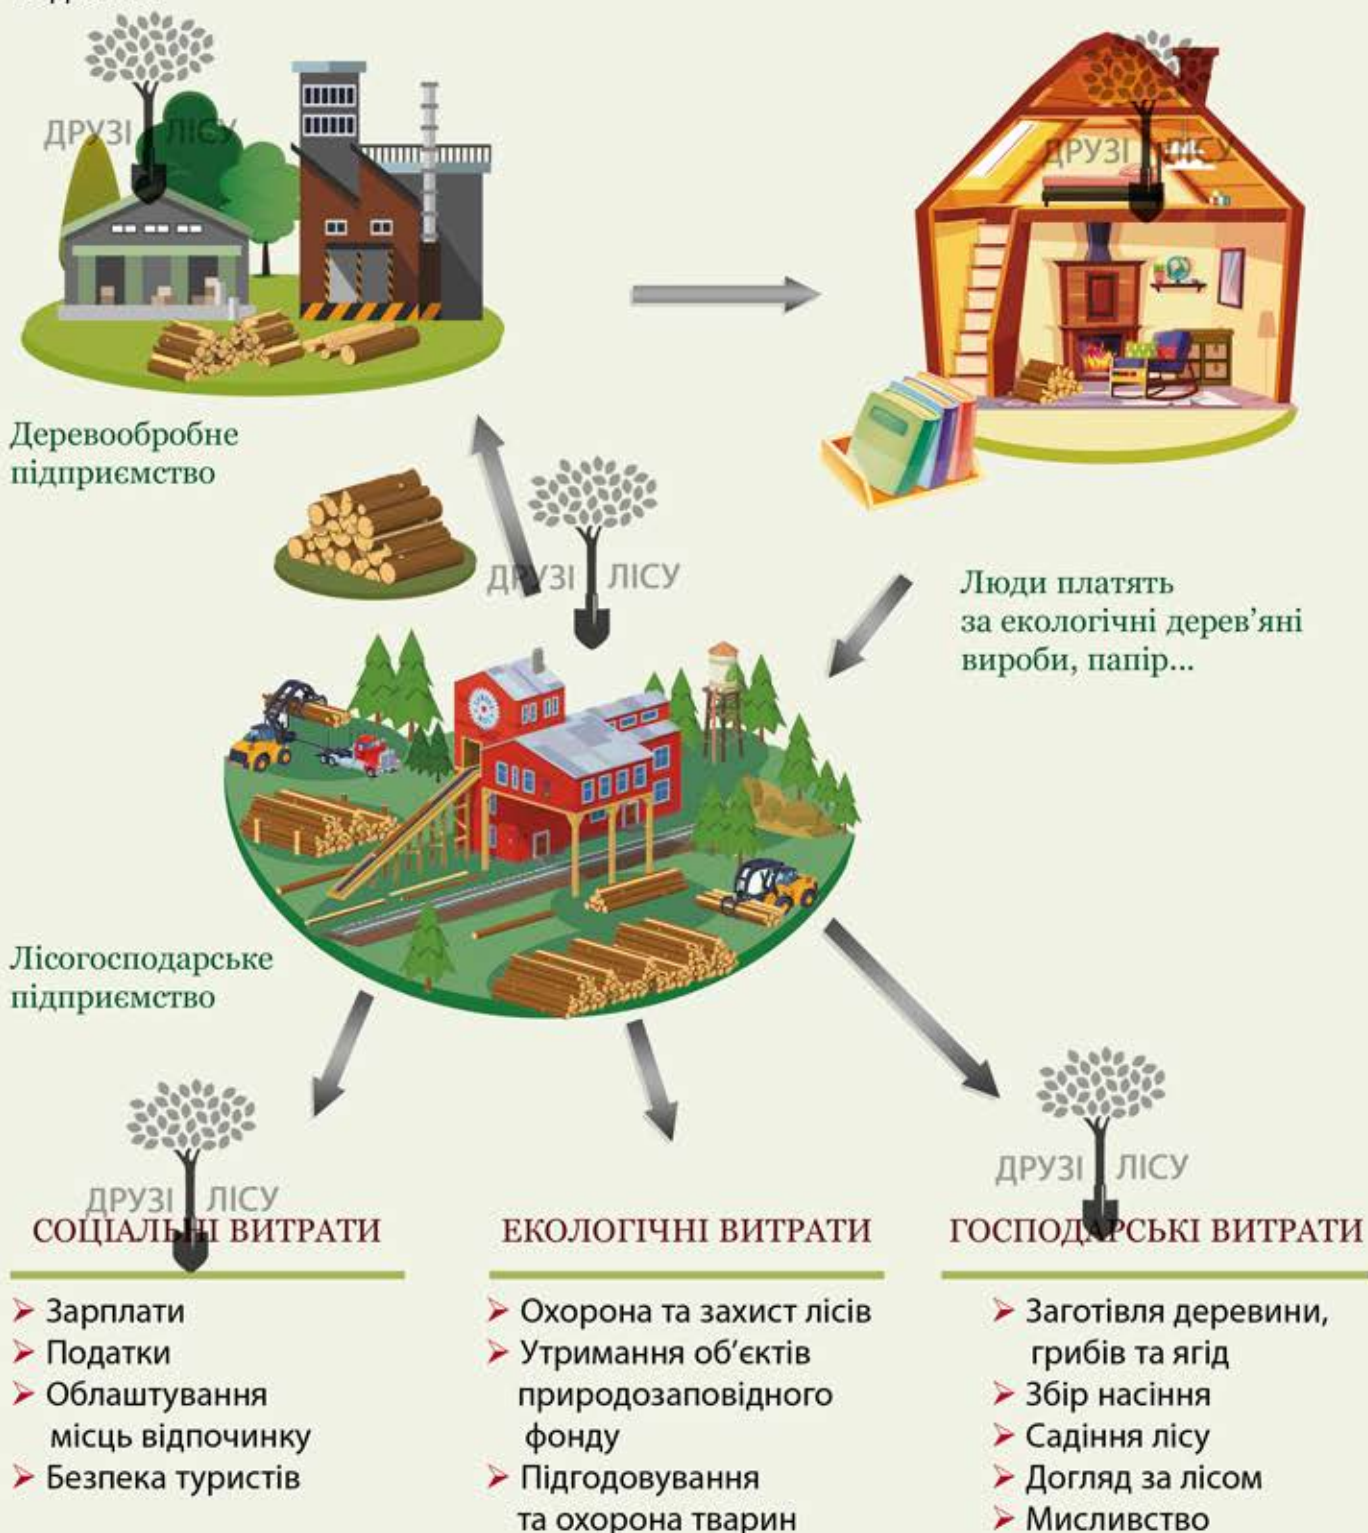 ДРУЗІ ЛІСУ
ДРУЗІ ЛІСУ
Деревообробне
підприємство
ДРУЗІ ЛІСУ
Люди платять
за екологічні дерев’яні
вироби, папір...
Лісогосподарське
підприємство
ДРУЗІ ЛІСУ
ДРУЗІ ЛІСУ
СОЦІАЛЬНІ ВИТРАТИ
➢ Зарплати
➢ Податки
➢ Облаштування
місць відпочинку
➢ Безпека туристів
ЕКОЛОГІЧНІ ВИТРАТИ
➢ Охорона та захист лісів
➢ Утримання об’єктів
природозаповідного
фонду
➢ Підгодовування
та охорона тварин
ГОСПОДАРСЬКІ ВИТРАТИ
➢ Заготівля деревини,
грибів та ягід
➢ Збір насіння
➢ Садіння лісу
➢ Догляд за лісом
➢ Мисливство